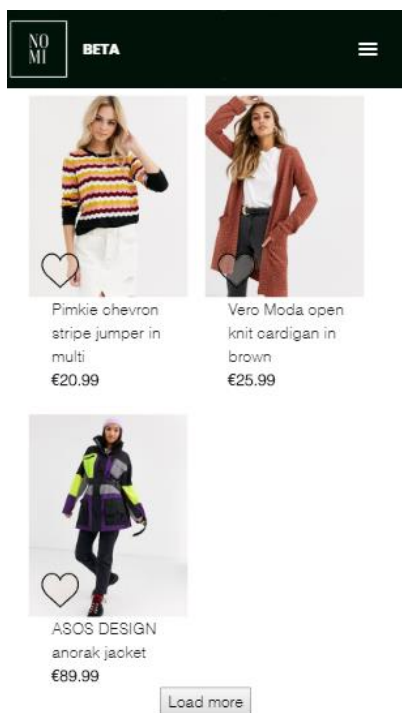 NO
MI
BETA
Pimkie chevron
stripe jumper in
multi
€20.99
Vero Moda open
knit cardigan in
brown
€25.99
ASOS DESIGN
anorak jacket
€89.99
Load more